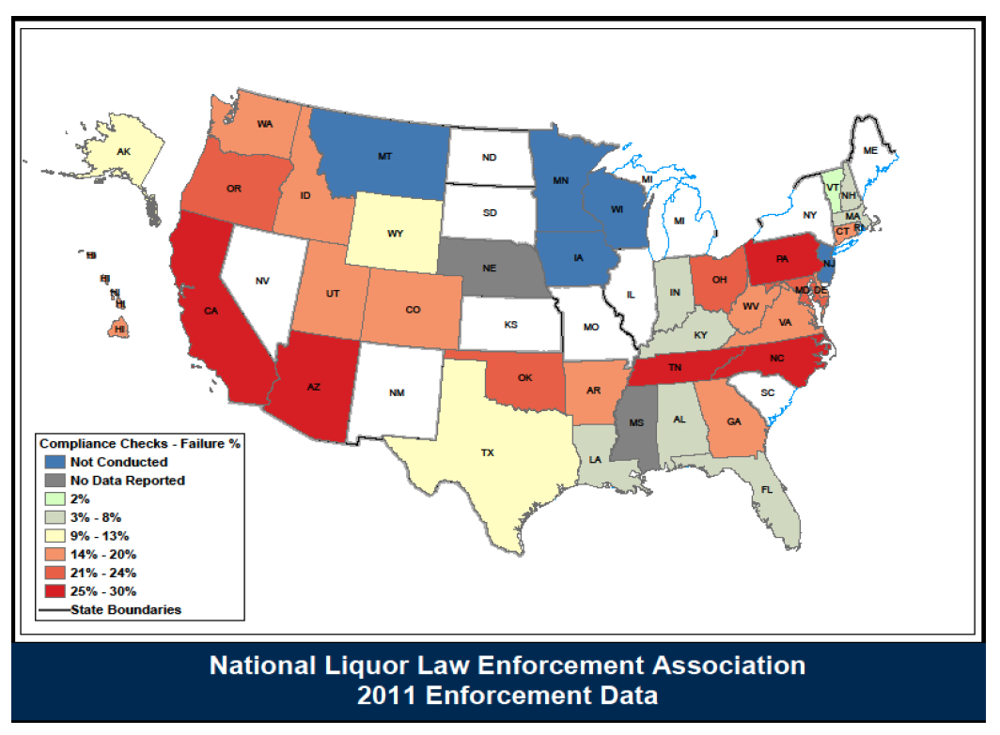 WA
MT
ND
MN
ME
AK
MI
VT
NH
OR
ID
SD
WI
MI
NY
MA
WY
CT
RI
HI
NV
NE
IA
PA
NJ
HI
UT
CO
IL
IN
OH
MD
DE
HI
HI
CA
KS
MO
WV
VA
HI
KY
AZ
NM
OK
AR
TN
NC
SC
MS
AL
GA
TX
LA
FL
Compliance Checks - Failure %
Not Conducted
No Data Reported
2%
3% - 8%
9% - 13%
14% - 20%
21% - 24%
25% - 30%
State Boundaries
National Liquor Law Enforcement Association
2011 Enforcement Data